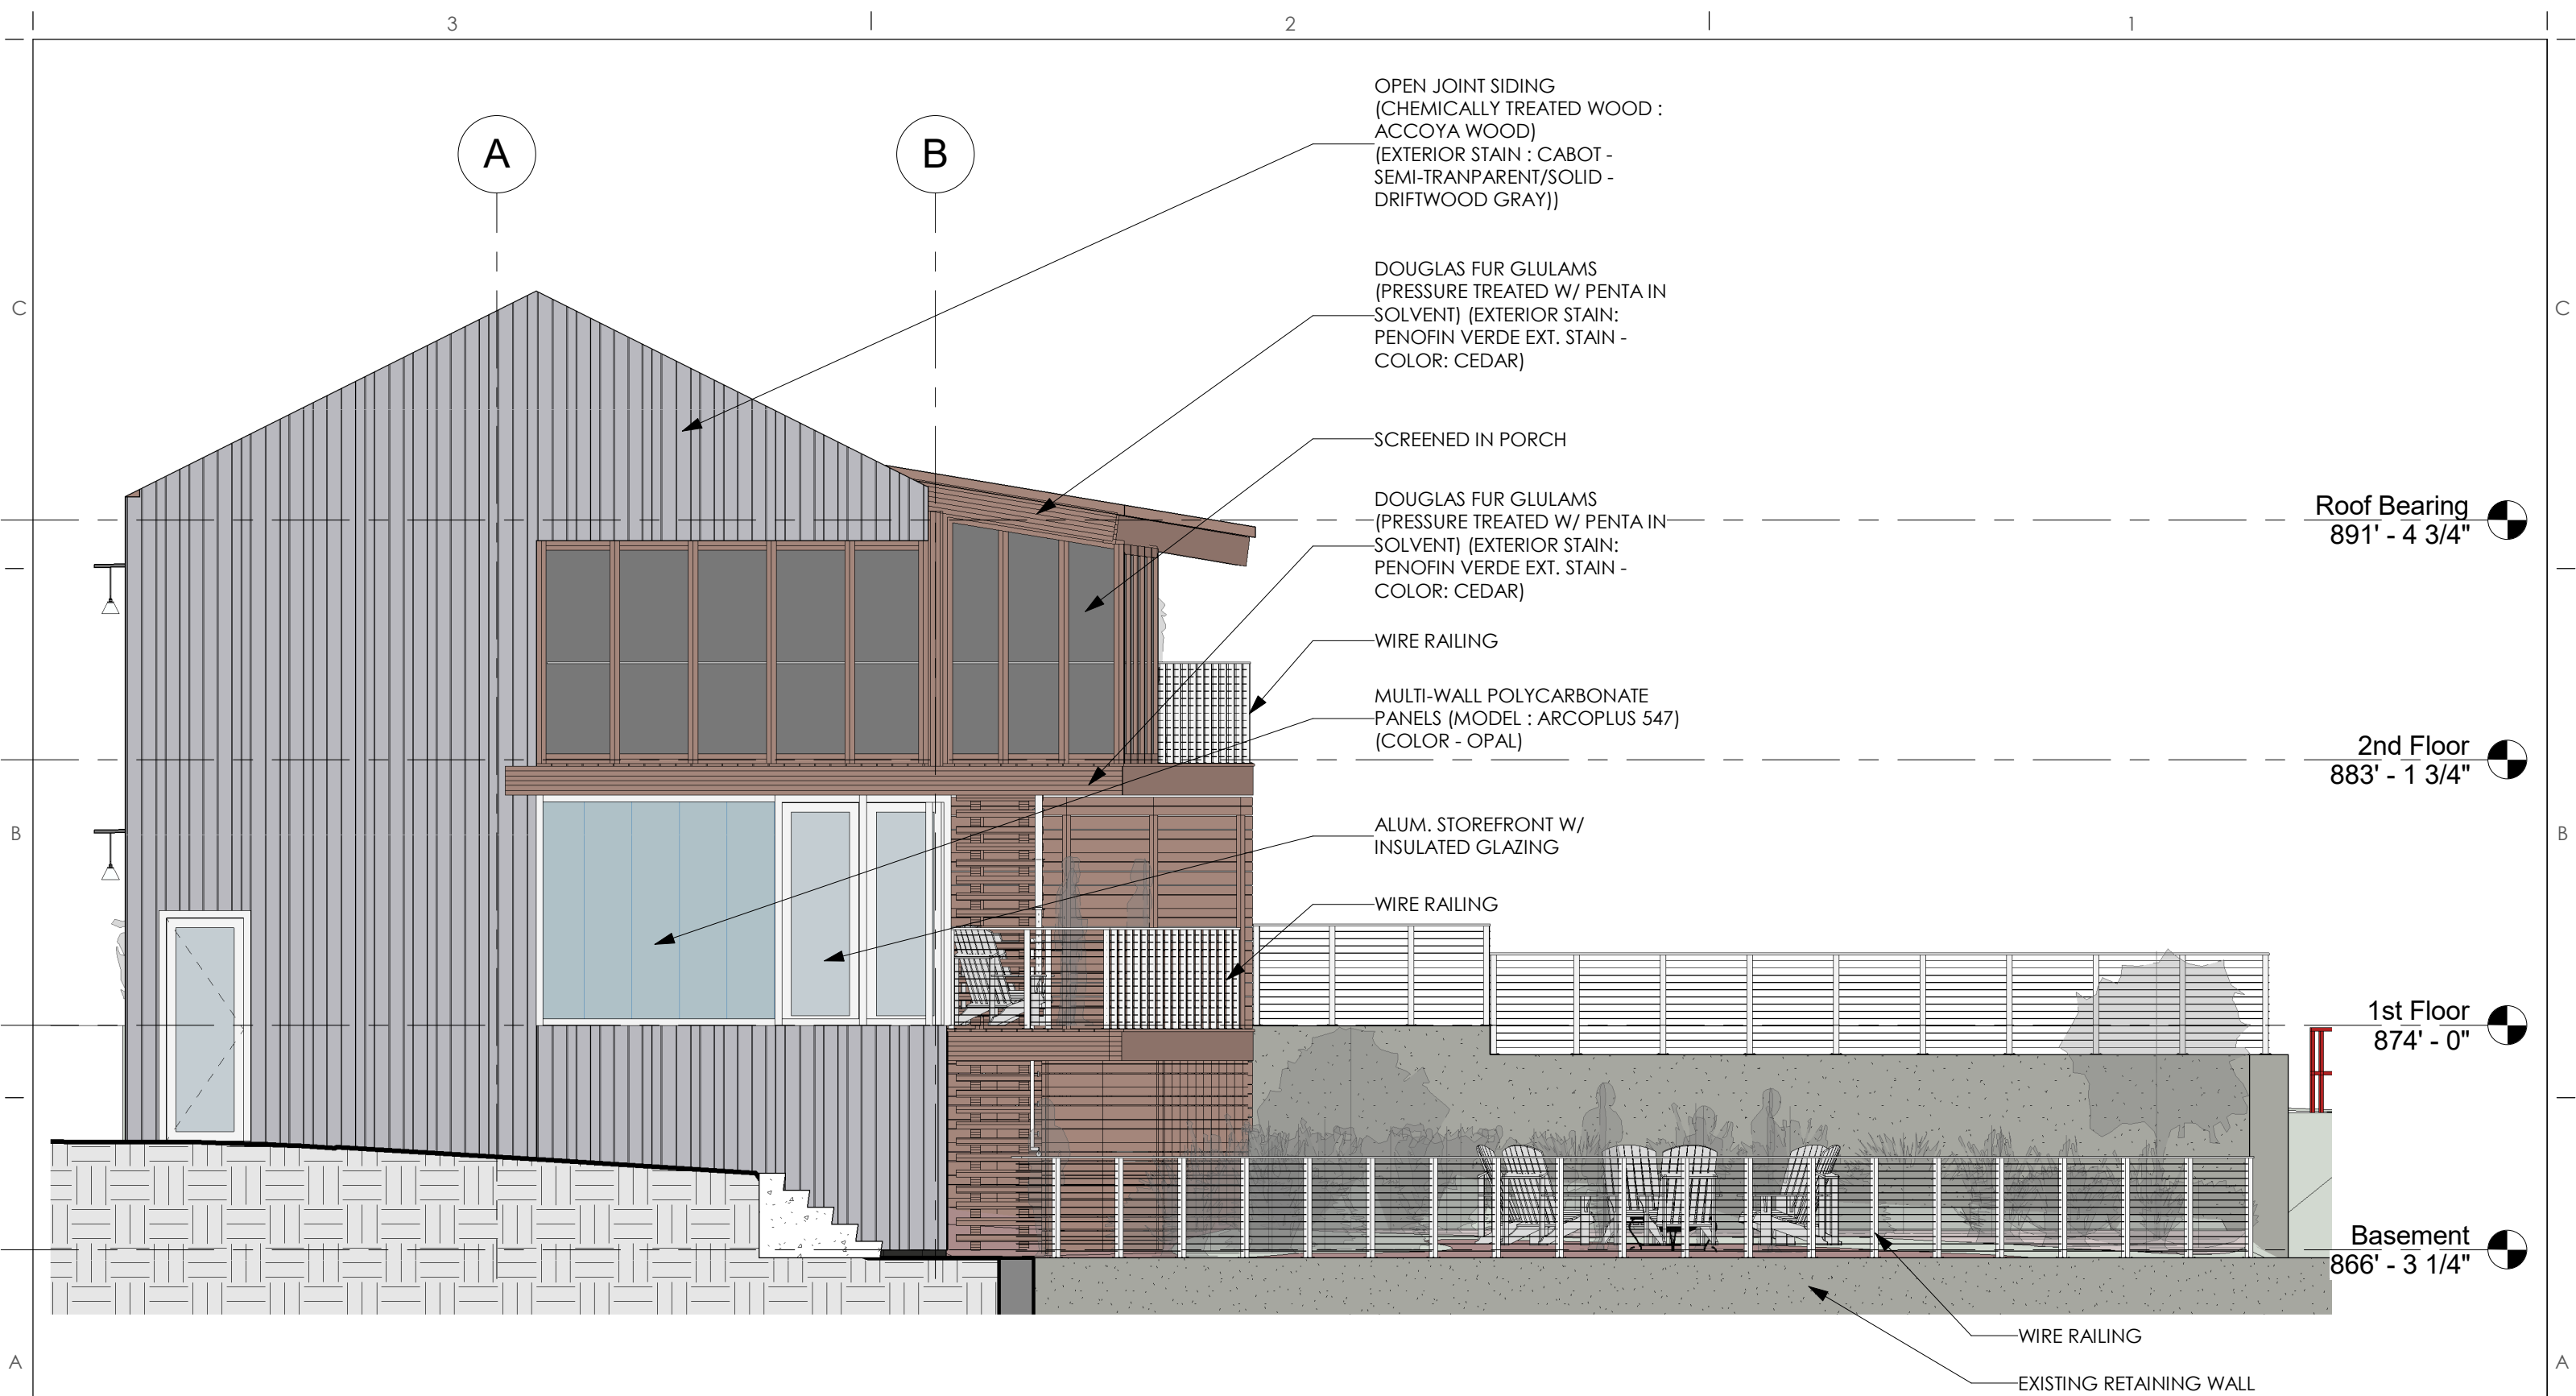 3
2
1
A
B
OPEN JOINT SIDING
(CHEMICALLY TREATED WOOD :
ACCOYA WOOD)
(EXTERIOR STAIN : CABOT -
SEMI-TRANPARENT/SOLID -
DRIFTWOOD GRAY))
C
C
DOUGLAS FUR GLULAMS
(PRESSURE TREATED W/ PENTA IN
SOLVENT) (EXTERIOR STAIN:
PENOFIN VERDE EXT. STAIN -
COLOR: CEDAR)
SCREENED IN PORCH
DOUGLAS FUR GLULAMS
(PRESSURE TREATED W/ PENTA IN
SOLVENT) (EXTERIOR STAIN:
PENOFIN VERDE EXT. STAIN -
COLOR: CEDAR)
Roof Bearing
891' - 4 3/4"
WIRE RAILING
MULTI-WALL POLYCARBONATE
PANELS (MODEL : ARCOPLUS 547)
(COLOR - OPAL)
2nd Floor
883' - 1 3/4"
B
B
ALUM. STOREFRONT W/
INSULATED GLAZING
WIRE RAILING
1st Floor
874' - 0"
Basement
866' - 3 1/4"
WIRE RAILING
A
A
EXISTING RETAINING WALL